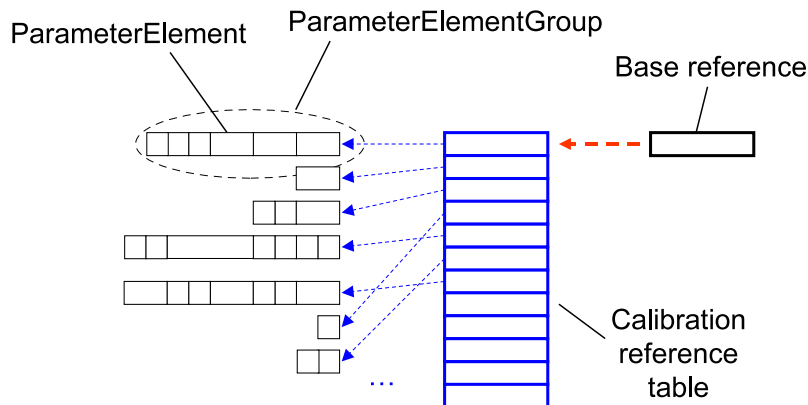 ParameterElement
ParameterElementGroup
Base reference
Calibration
reference
table
...